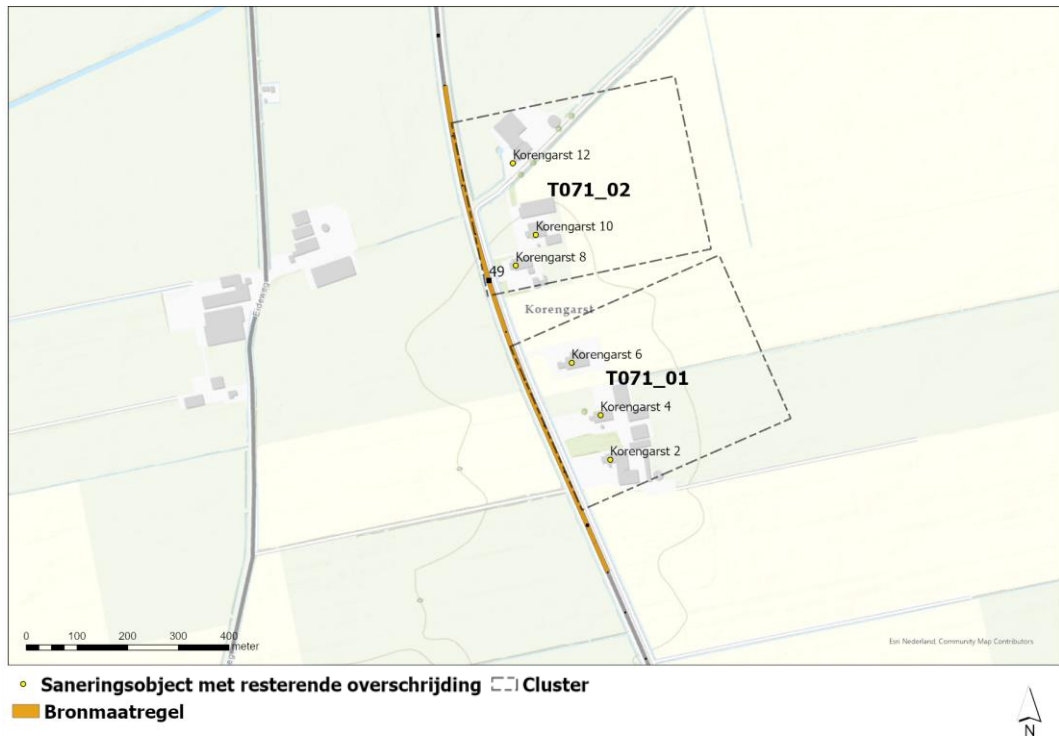 Korengarst 12
T071_02
Korengarst 10
Korengarst 8
49
Korengarst
Eideweg
Korengarst 6
T071_01
Korengarst 4
Korengarst 2
0 100 200 300 400 meter
Esri Nederland, Community Map Contributors
Saneringsobject met resterende overschrijding Cluster
Bronmaatregel
N